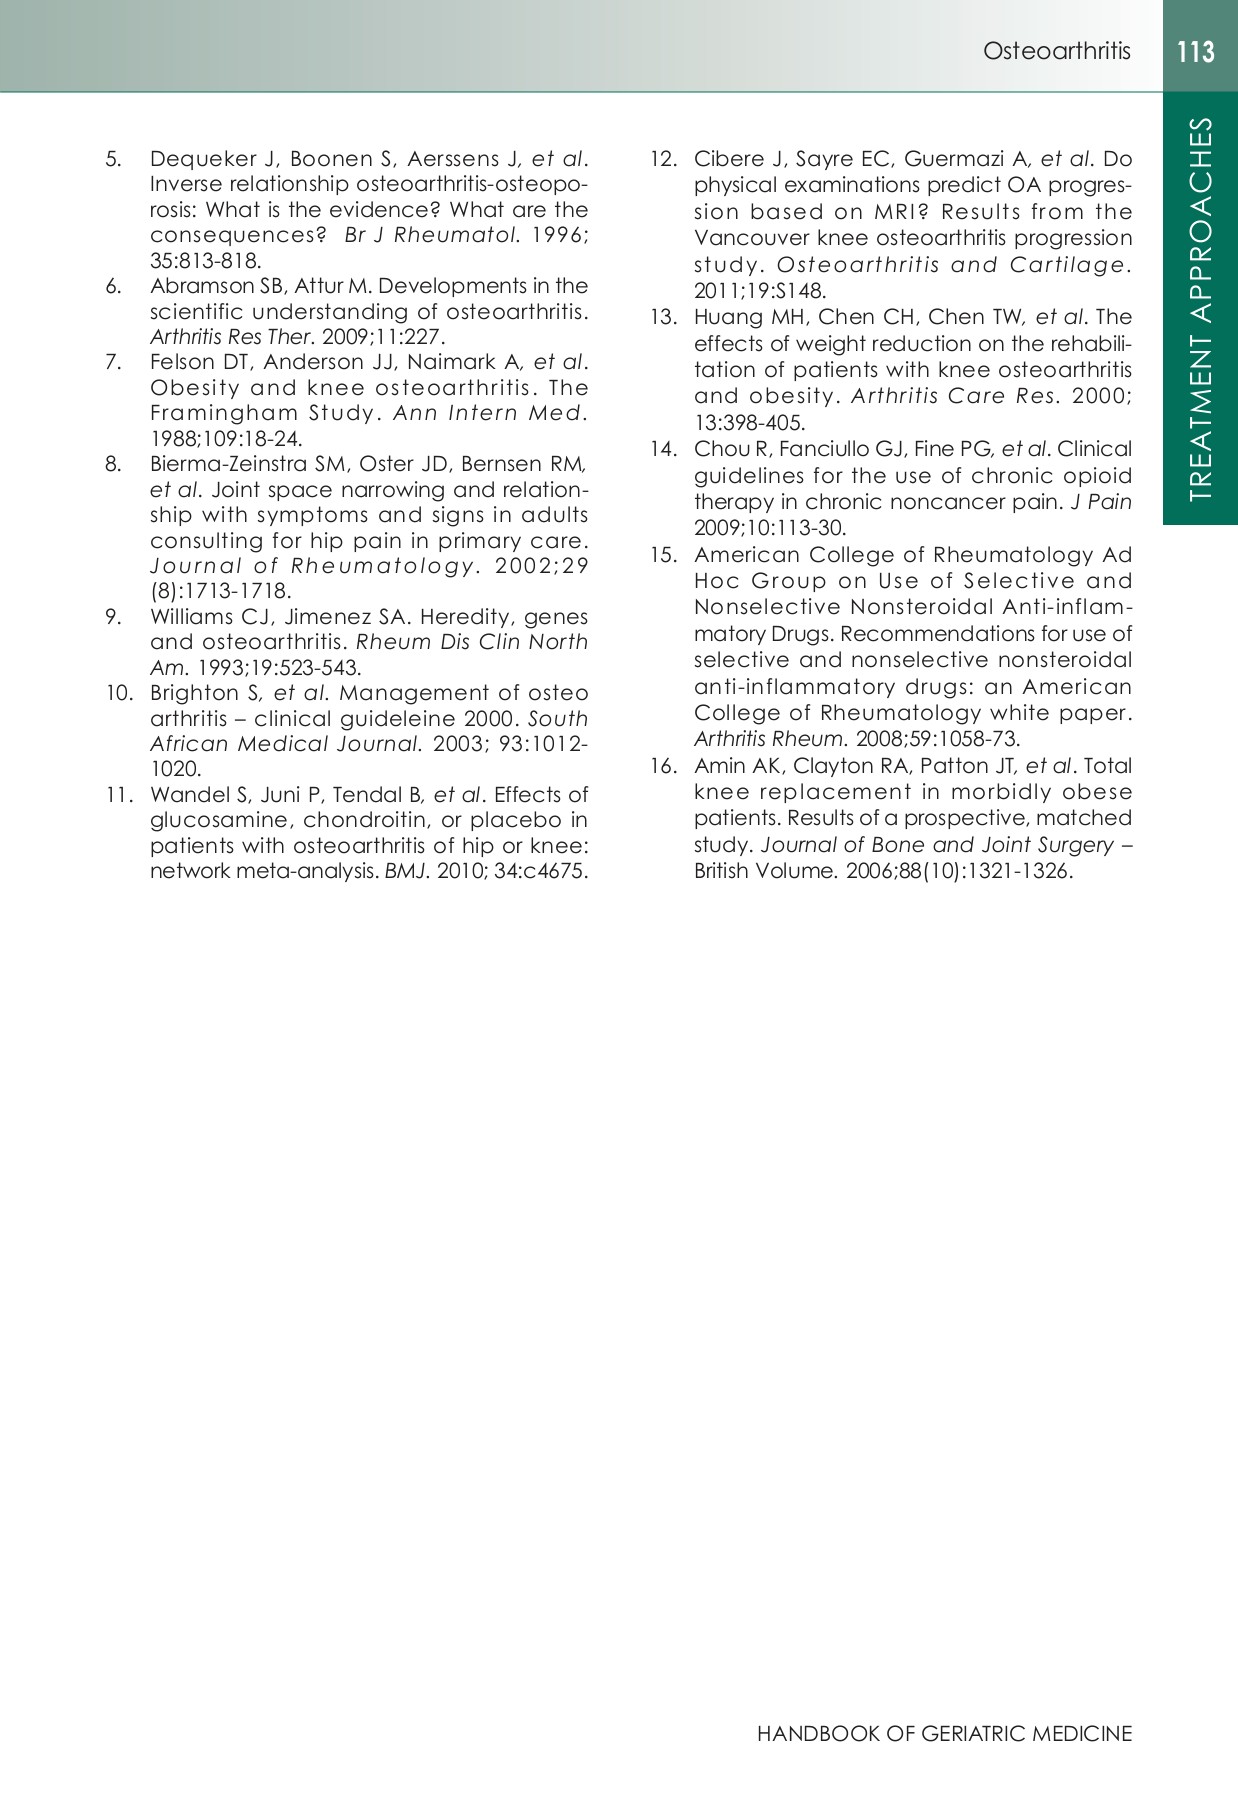 Osteoarthritis
113
TREATMENT APPROACHES
5. Dequeker J, Boonen S, Aerssens J, et al.
Inverse relationship osteoarthritis-osteopo-
rosis: What is the evidence? What are the
consequences? Br J Rheumatol. 1996;
35:813-818.
6. Abramson SB, Attur M. Developments in the
scientific understanding of osteoarthritis.
Arthritis Res Ther. 2009;11:227.
7. Felson DT, Anderson JJ, Naimark A, et al.
Obesity and knee osteoarthritis. The
Framingham Study. Ann Intern Med.
1988;109:18-24.
8. Bierma-Zeinstra SM, Oster JD, Bernsen RM,
et al. Joint space narrowing and relation-
ship with symptoms and signs in adults
consulting for hip pain in primary care.
Journal of Rheumatology. 2002;29
(8):1713-1718.
9. Williams CJ, Jimenez SA. Heredity, genes
and osteoarthritis. Rheum Dis Clin North
Am. 1993;19:523-543.
10. Brighton S, et al. Management of osteo
arthritis – clinical guideleine 2000. South
African Medical Journal. 2003; 93:1012-
1020.
11. Wandel S, Juni P, Tendal B, et al. Effects of
glucosamine, chondroitin, or placebo in
patients with osteoarthritis of hip or knee:
network meta-analysis. BMJ. 2010; 34:c4675.
12. Cibere J, Sayre EC, Guermazi A, et al. Do
physical examinations predict OA progres-
sion based on MRI? Results from the
Vancouver knee osteoarthritis progression
study. Osteoarthritis and Cartilage.
2011;19:S148.
13. Huang MH, Chen CH, Chen TW, et al. The
effects of weight reduction on the rehabili-
tation of patients with knee osteoarthritis
and obesity. Arthritis Care Res. 2000;
13:398-405.
14. Chou R, Fanciullo GJ, Fine PG, et al. Clinical
guidelines for the use of chronic opioid
therapy in chronic noncancer pain. J Pain
2009;10:113-30.
15. American College of Rheumatology Ad
Hoc Group on Use of Selective and
Nonselective Nonsteroidal Anti-inflam-
matory Drugs. Recommendations for use of
selective and nonselective nonsteroidal
anti-inflammatory drugs: an American
College of Rheumatology white paper.
Arthritis Rheum. 2008;59:1058-73.
16. Amin AK, Clayton RA, Patton JT, et al. Total
knee replacement in morbidly obese
patients. Results of a prospective, matched
study. Journal of Bone and Joint Surgery –
British Volume. 2006;88(10):1321-1326.
HANDBOOK OF GERIATRIC MEDICINE